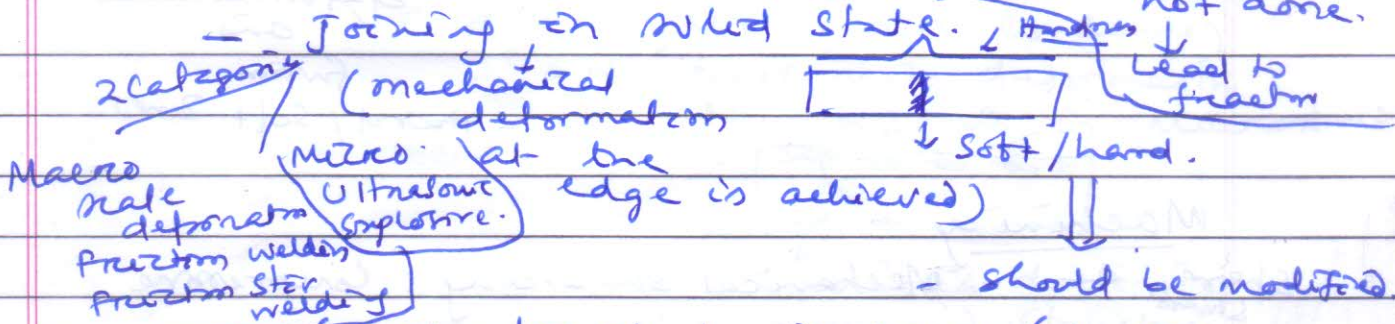 not done.
- Joining in solid state.
Hardness
Lead to
fracture
2 Category
(mechanical
deformation
at the
edge is achieved)
Soft/hard.
Macro
scale
deformation
friction welding
friction stir
welding
Micro.
Ultrasonic
Explosive.
- should be modified